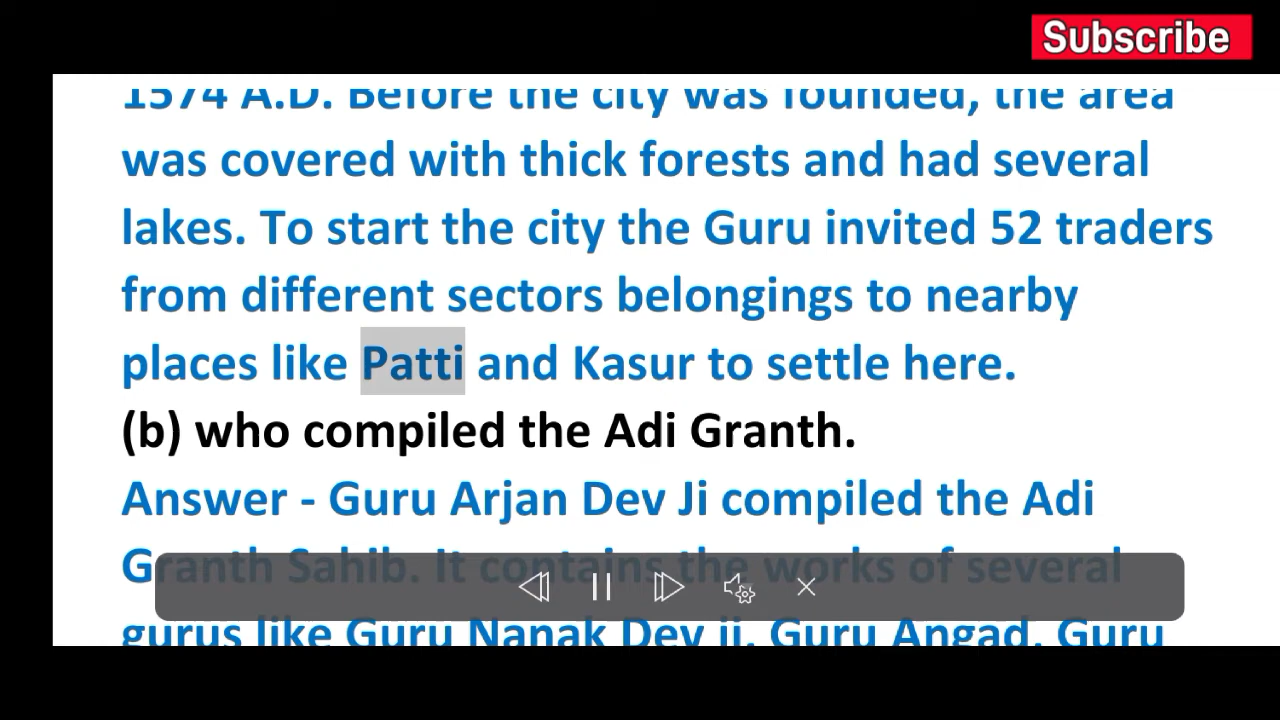 Subscribe
1574 A.D. Before the city was founded, the area
was covered with thick forests and had several
lakes. To start the city the Guru invited 52 traders
from different sectors belongings to nearby
places like Patti and Kasur to settle here.
(b) who compiled the Adi Granth.
Answer - Guru Arjan Dev Ji compiled the Adi
Granth Sahib. It contains the works of several
gurus like Guru Nanak Dev ji, Guru Angad, Guru